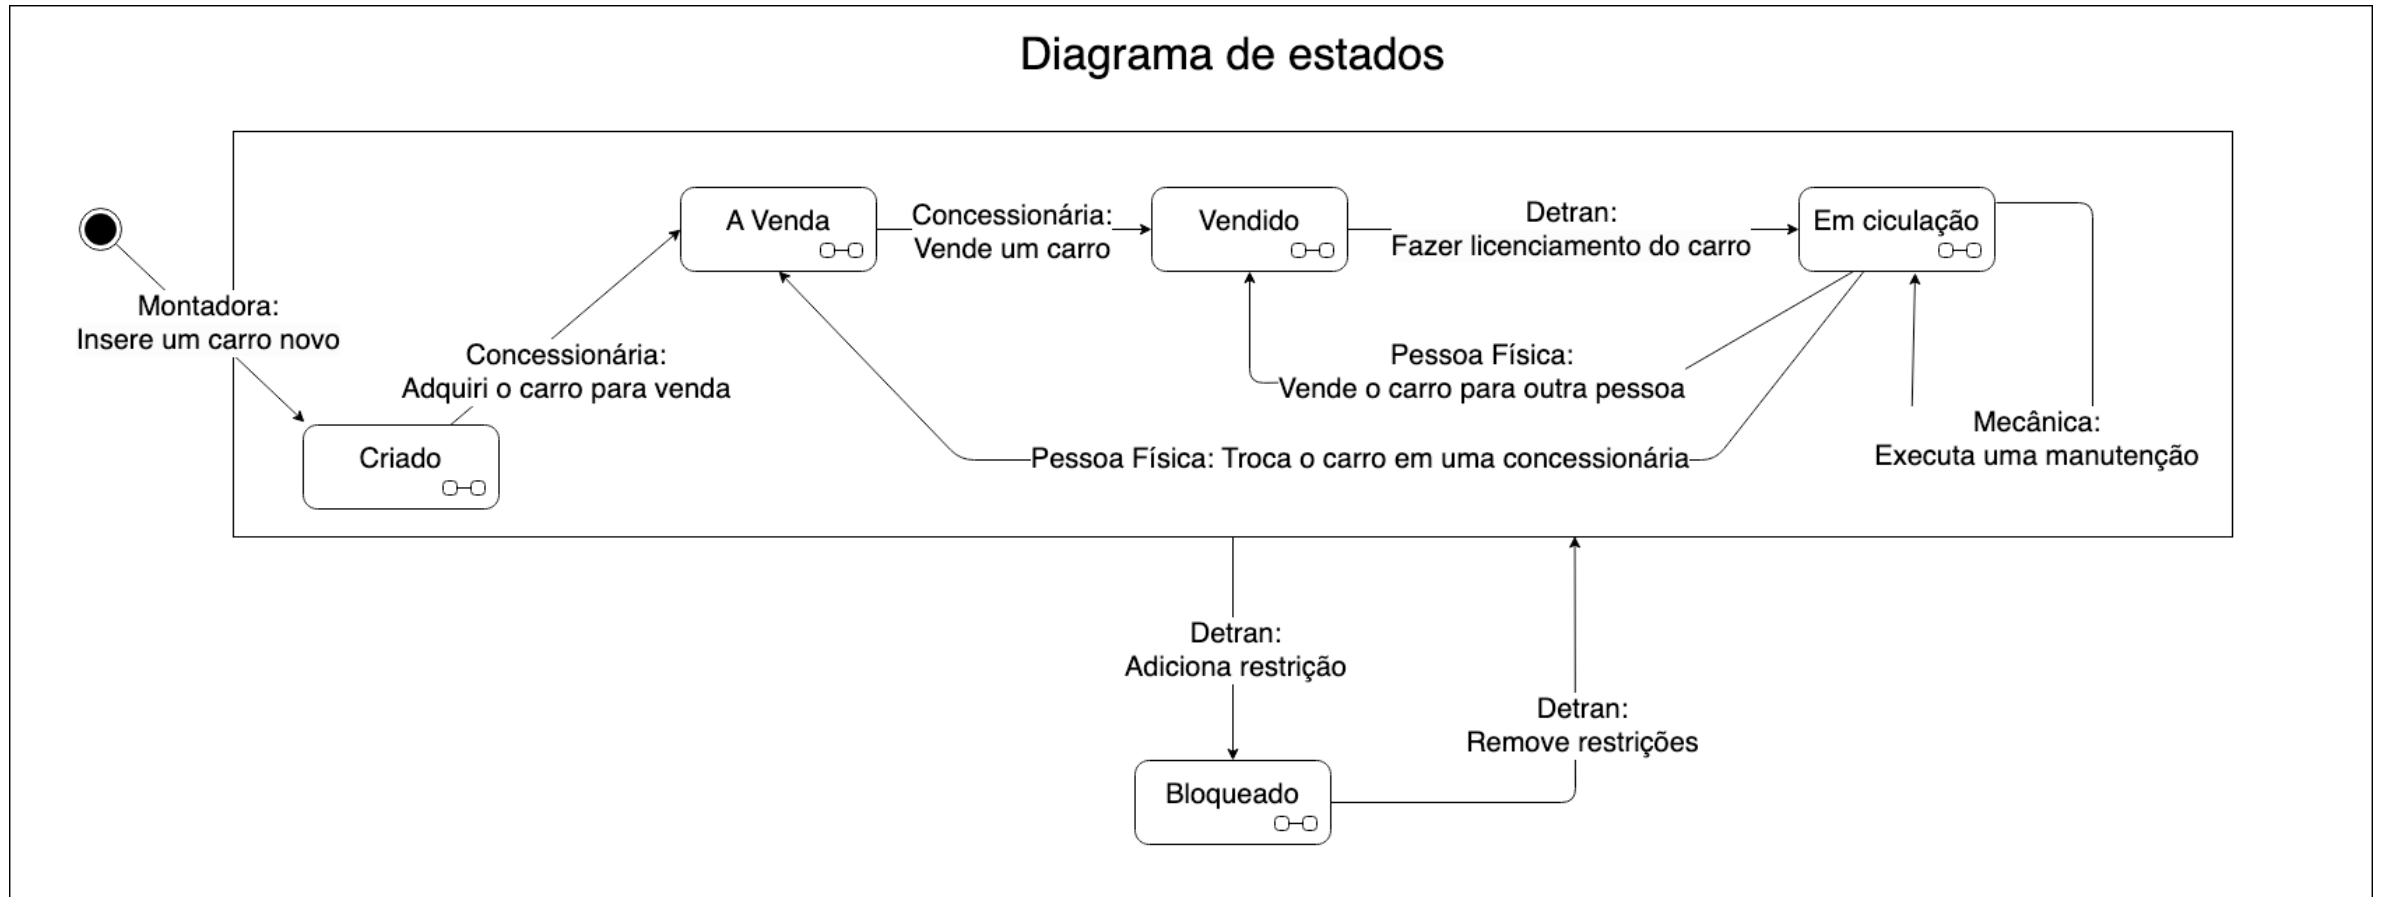 Diagrama de estados
Montadora:
Insere um carro novo
Criado
Concessionária:
Adquiri o carro para venda
A Venda
Concessionária:
Vende um carro
Vendido
Detran:
Fazer licenciamento do carro
Em ciculação
Pessoa Física:
Vende o carro para outra pessoa
Pessoa Física: Troca o carro em uma concessionária
Mecânica:
Executa uma manutenção
Detran:
Adiciona restrição
Bloqueado
Detran:
Remove restrições